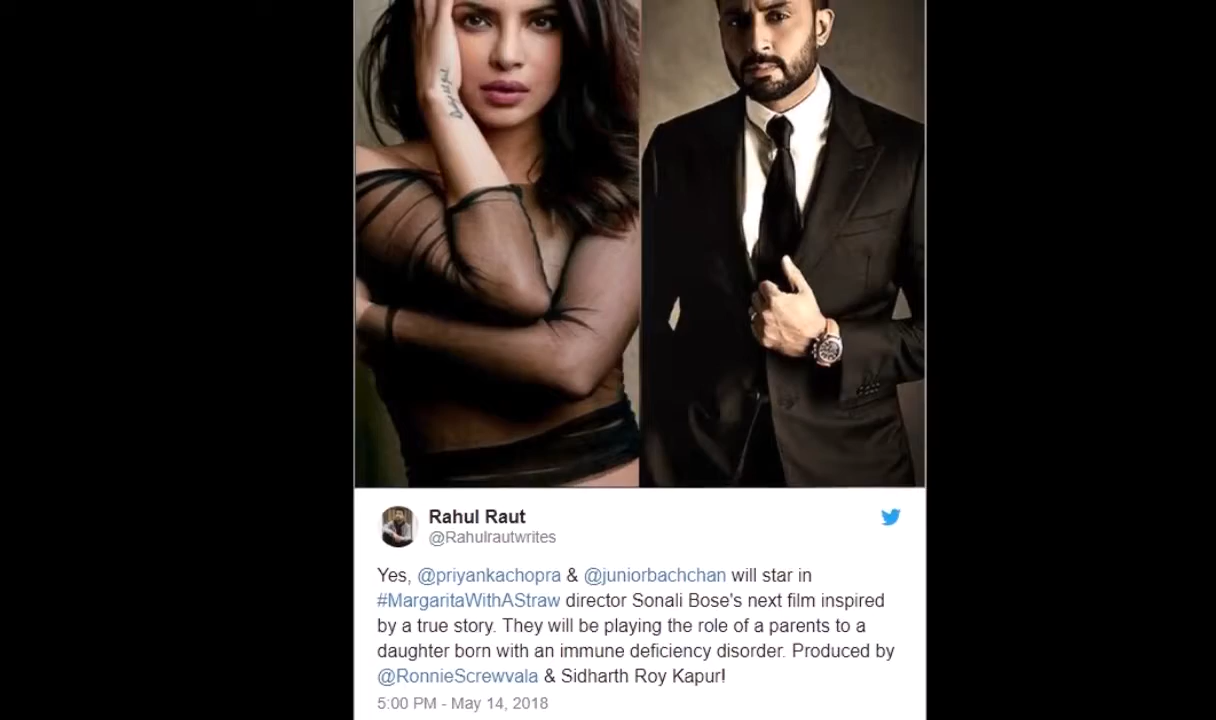 Rahul Raut
@Rahulrautwrites
Yes, @priyankachopra & @juniorbachchan will star in
#MargaritaWithAStraw director Sonali Bose's next film inspired
by a true story. They will be playing the role of a parents to a
daughter born with an immune deficiency disorder. Produced by
@RonnieScrewvala & Sidharth Roy Kapur!
5:00 PM - May 14, 2018